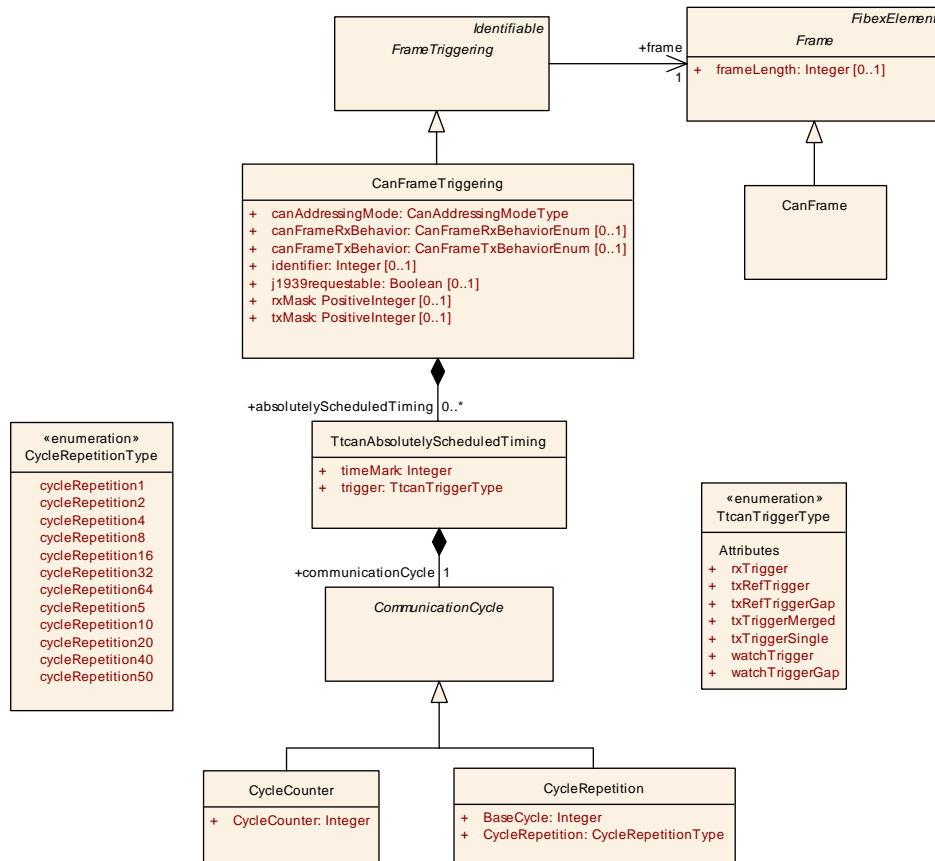 Identifiable
FrameTriggering
+frame
1
FibexElement
Frame
+ frameLength: Integer [0..1]
CanFrameTriggering
+ canAddressingMode: CanAddressingModeType
+ canFrameRxBehavior: CanFrameRxBehaviorEnum [0..1]
+ canFrameTxBehavior: CanFrameTxBehaviorEnum [0..1]
+ identifier: Integer [0..1]
+ j1939requestable: Boolean [0..1]
+ rxMask: PositiveInteger [0..1]
+ txMask: PositiveInteger [0..1]
CanFrame
+absolutelyScheduledTiming 0..*
«enumeration»
CycleRepetitionType
cycleRepetition1
cycleRepetition2
cycleRepetition4
cycleRepetition8
cycleRepetition16
cycleRepetition32
cycleRepetition64
cycleRepetition5
cycleRepetition10
cycleRepetition20
cycleRepetition40
cycleRepetition50
TtcanAbsolutelyScheduledTiming
+ timeMark: Integer
+ trigger: TtcanTriggerType
«enumeration»
TtcanTriggerType
Attributes
+ rxTrigger
+ txRefTrigger
+ txRefTriggerGap
+ txTriggerMerged
+ txTriggerSingle
+ watchTrigger
+ watchTriggerGap
+communicationCycle 1
CommunicationCycle
CycleCounter
+ CycleCounter: Integer
CycleRepetition
+ BaseCycle: Integer
+ CycleRepetition: CycleRepetitionType